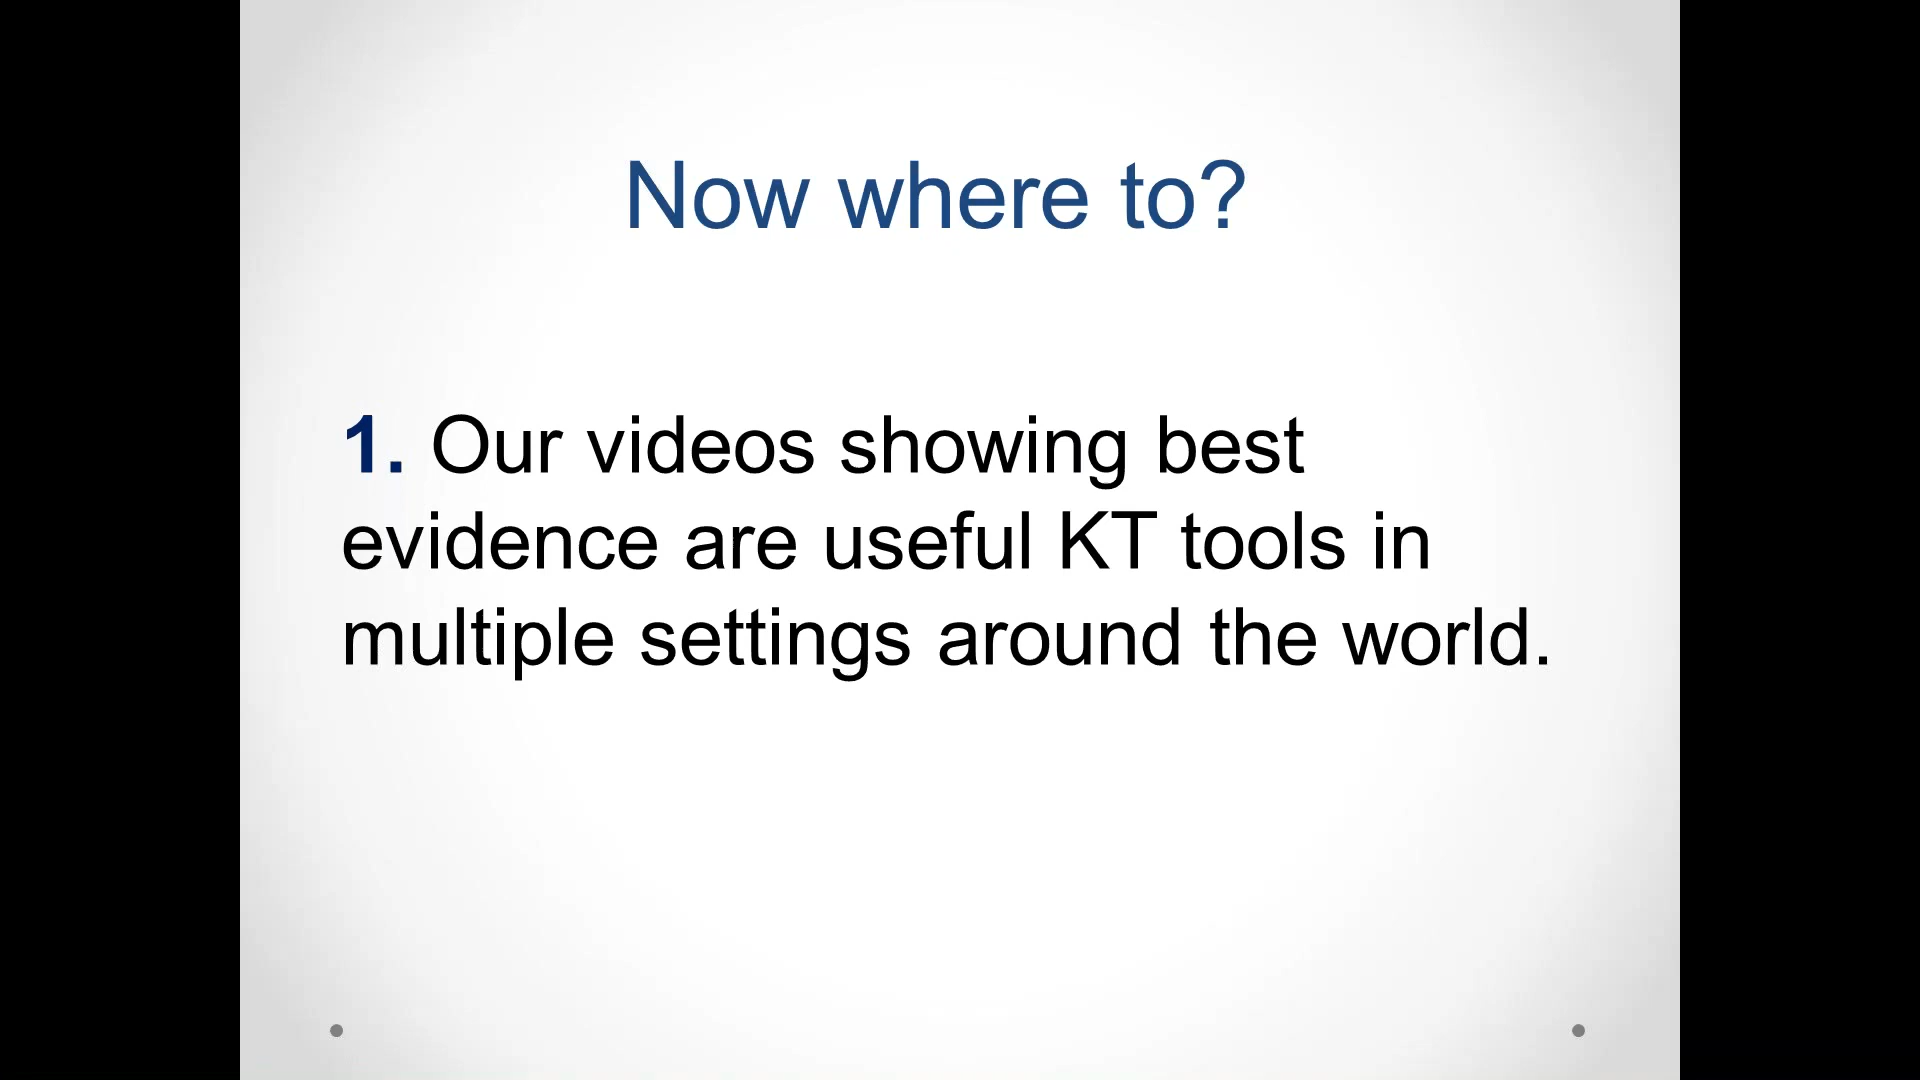 Now where to?
1. Our videos showing best
evidence are useful KT tools in
multiple settings around the world.